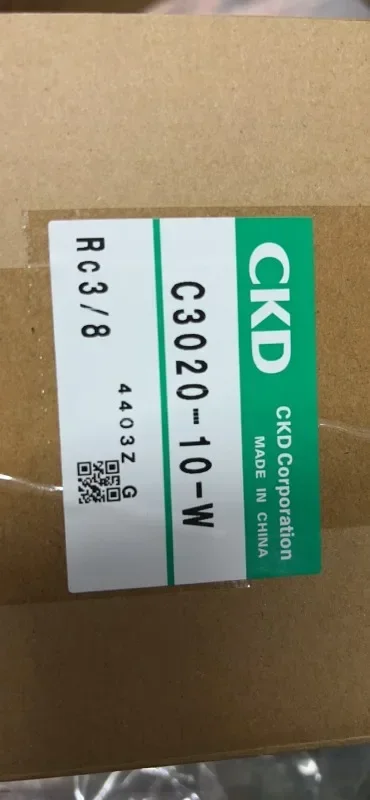 CKD
CKD Corporation
MADE IN CHINA
C3020-10-W
Rc3/8
4403Z G